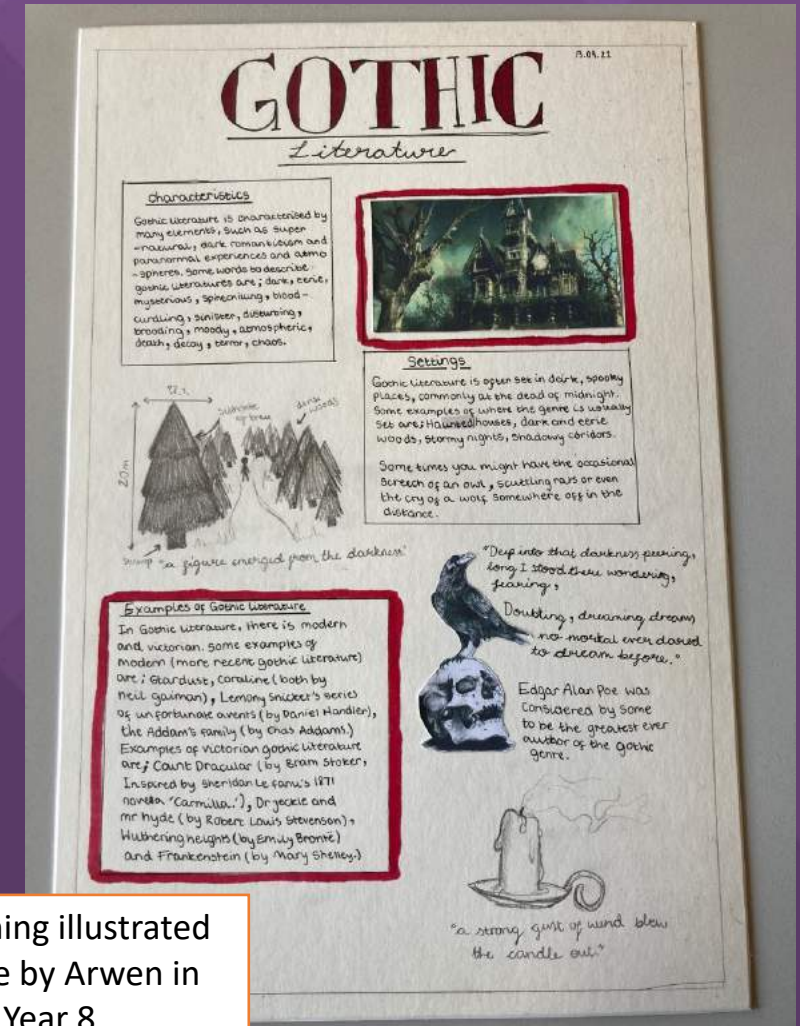 GOTHIC
13.09.21
Literature
characteristics
Gothic literature is characterised by
many elements, such as super
-natural, dark romanticism and
paranormal experiences and atmo
-spheres. Some words to describe
gothic literatures are; dark, eerie,
mysterious, spinechilling, blood-
curdling, sinister, disturbing,
brooding, moody, atmospheric,
death, decay, terror, chaos.
Settings
Gothic Literature is often set in dark, spooky
places, commonly at the dead of midnight.
Some examples of where the genre is usually
set are; Haunted houses, dark and eerie
woods, stormy nights, shadowy coridors.
Some times you might have the occasional
screech of an owl, scuttling rats or even
the cry of a wolf somewhere off in the
distance.
20m
of tree
woods
"a figure emerged from the darkness"
Examples of Gothic literature
In Gothic literature, there is modern
and victorian. Some examples of
modern (more recent gothic literature)
are; Stardust, Coraline (both by
neil gaiman), Lemony Snicket's series
of unfortunate events (by Daniel Handler),
the Addam's family (by Chas Addams.)
Examples of victorian gothic literature
are; Count Dracular (by Bram Stoker,
Inspired by Sheridan Le fanu's 1871
novella 'Carmilla.'), Dr jeckle and
mr hyde (by Robert Louis Stevenson),
Wuthering heights (by Emily Brontë)
and Frankenstein (by Mary Shelley.)
"Deep into that darkness peering,
long I stood there wondering,
fearing,
Doubting, dreaming dreams
no mortal ever dared
to dream before."
Edgar Alan Poe was
considered by some
to be the greatest ever
author of the gothic
genre.
"a strong gust of wind blew
the candle out."
ning illustrated
e by Arwen in
Year 8